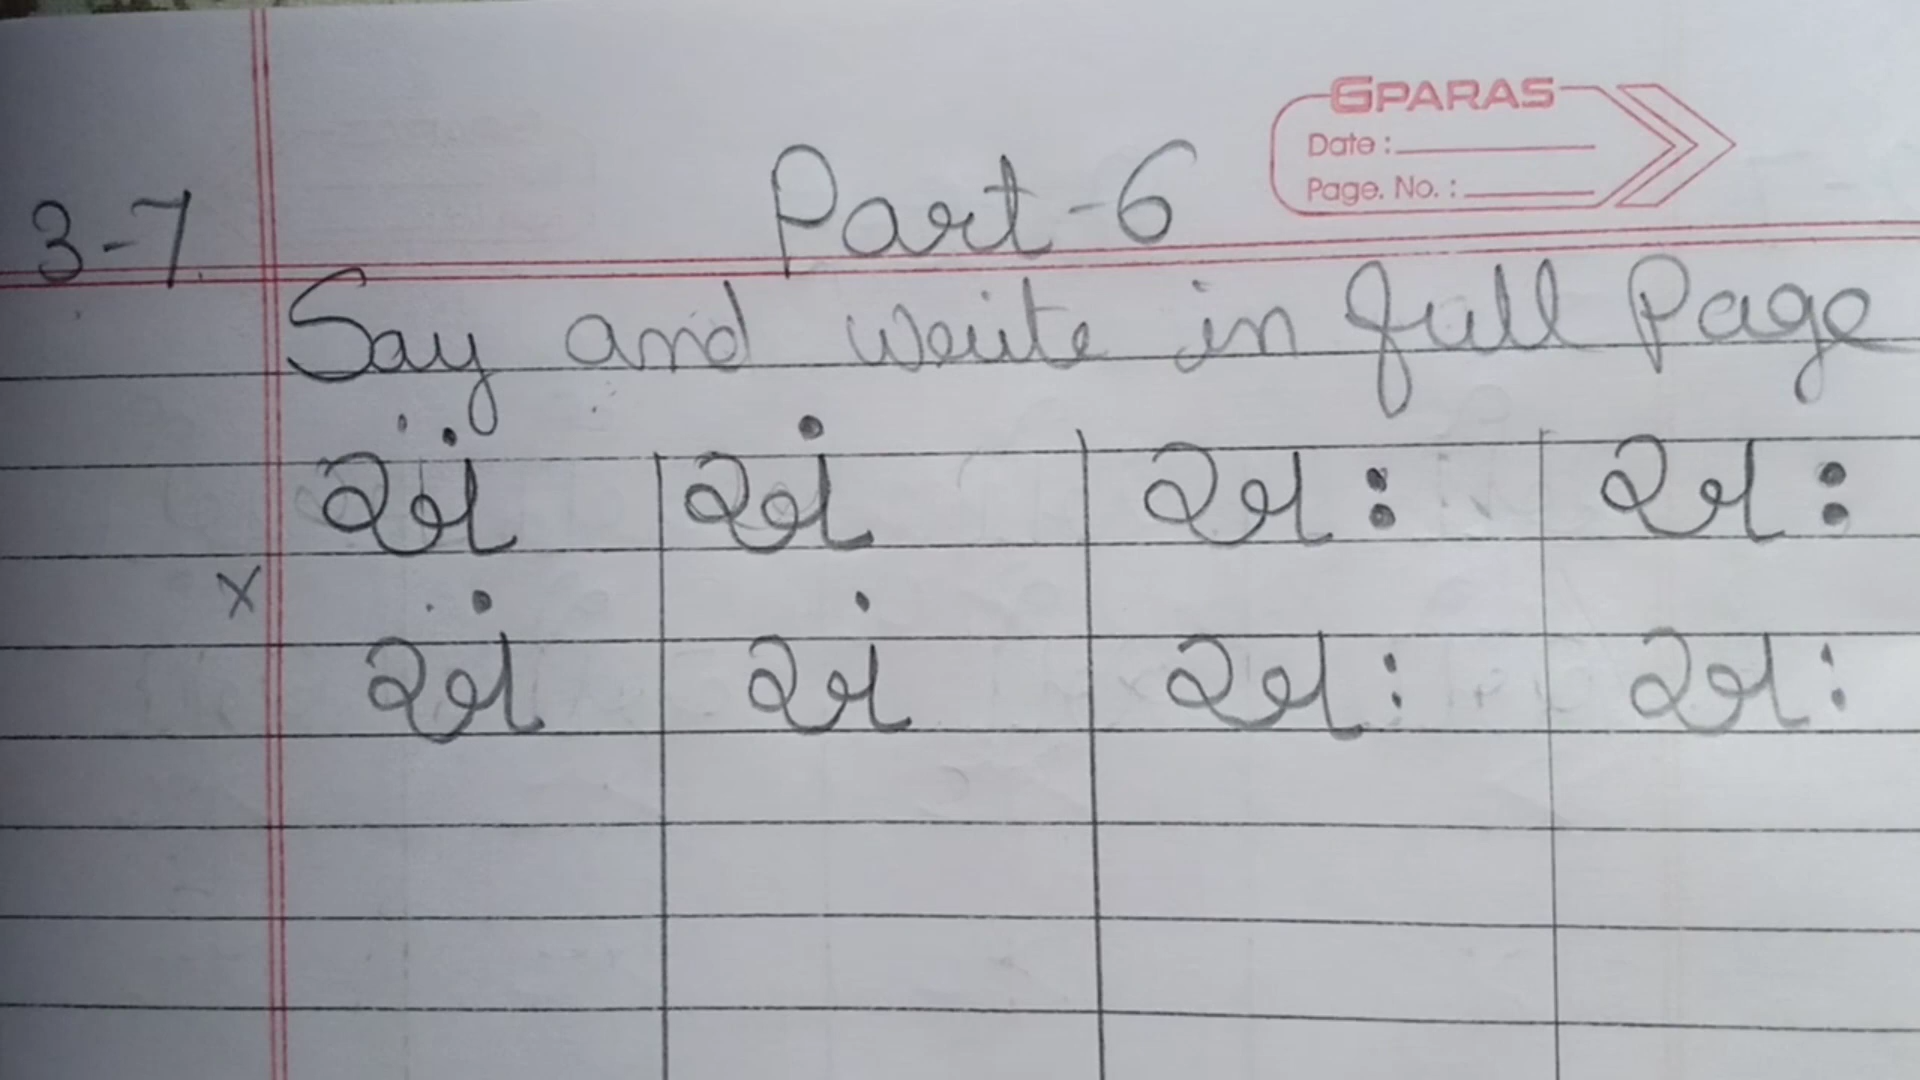 GPARAS
Date :
Page. No. :
Part-6
3-7
Say and write in full Page
અં અં અઃ અઃ
x
અં અં અઃ અઃ